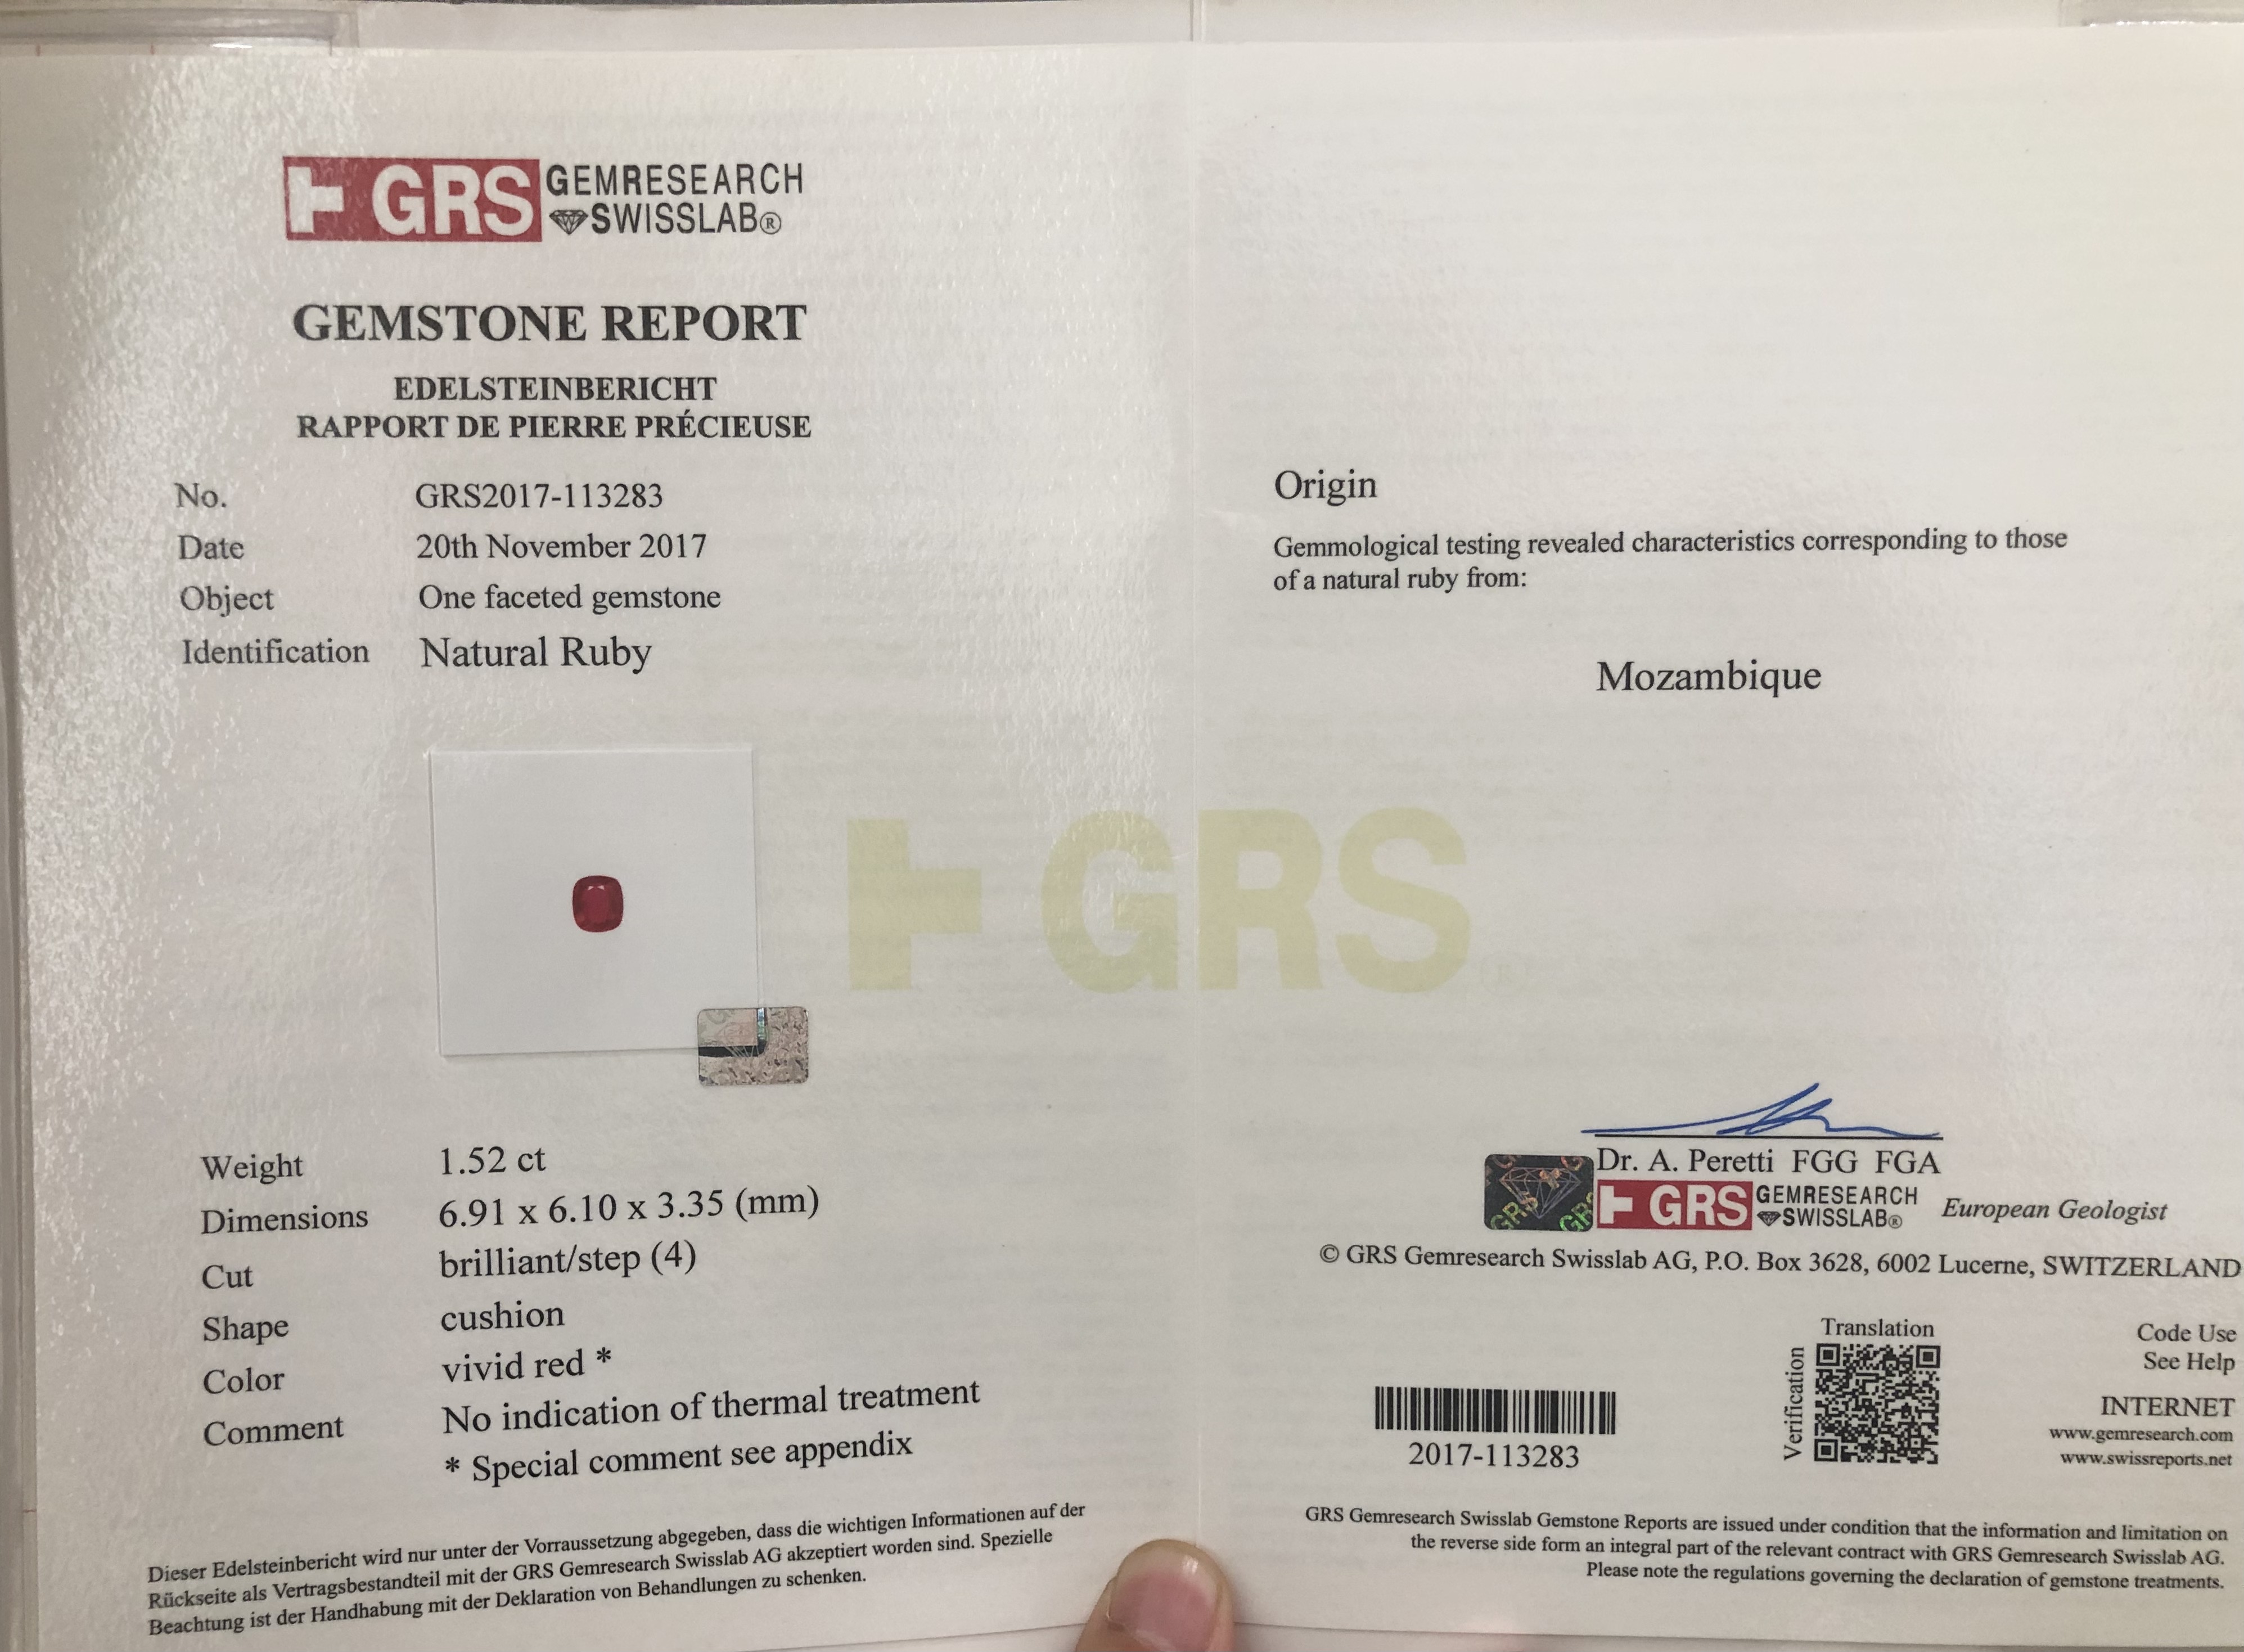 GRS GEMRESEARCH
SWISSLAB®
GEMSTONE REPORT
EDELSTEINBERICHT
RAPPORT DE PIERRE PRÉCIEUSE
No. GRS2017-113283
Date 20th November 2017
Object One faceted gemstone
Identification Natural Ruby
Weight 1.52 ct
Dimensions 6.91 x 6.10 x 3.35 (mm)
Cut brilliant/step (4)
Shape cushion
Color vivid red *
Comment No indication of thermal treatment
* Special comment see appendix
Dieser Edelsteinbericht wird nur unter der Vorraussetzung abgegeben, dass die wichtigen Informationen auf der
Rückseite als Vertragsbestandteil mit der GRS Gemresearch Swisslab AG akzeptiert worden sind. Spezielle
Beachtung ist der Handhabung mit der Deklaration von Behandlungen zu schenken.
GRS
Origin
Gemmological testing revealed characteristics corresponding to those
of a natural ruby from:
Mozambique
Dr. A. Peretti FGG FGA
GRS GEMRESEARCH
SWISSLAB®
European Geologist
© GRS Gemresearch Swisslab AG, P.O. Box 3628, 6002 Lucerne, SWITZERLAND
2017-113283
Translation
Verification
Code Use
See Help
INTERNET
www.gemresearch.com
www.swissreports.net
GRS Gemresearch Swisslab Gemstone Reports are issued under condition that the information and limitation on
the reverse side form an integral part of the relevant contract with GRS Gemresearch Swisslab AG.
Please note the regulations governing the declaration of gemstone treatments.